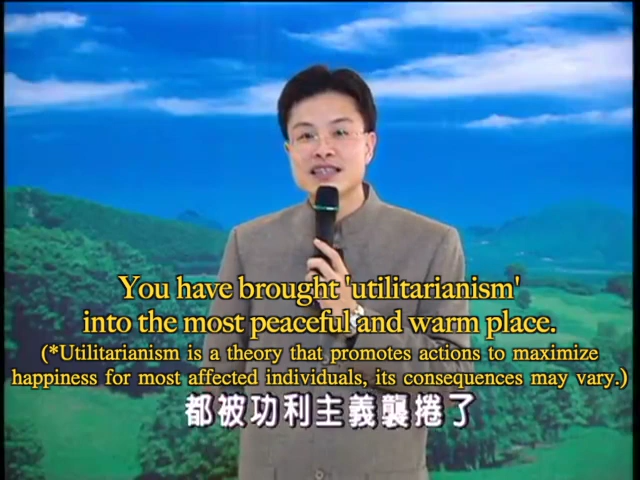 You have brought 'utilitarianism'
into the most peaceful and warm place.
(*Utilitarianism is a theory that promotes actions to maximize
happiness for most affected individuals, its consequences may vary.)
都被功利主義襲捲了